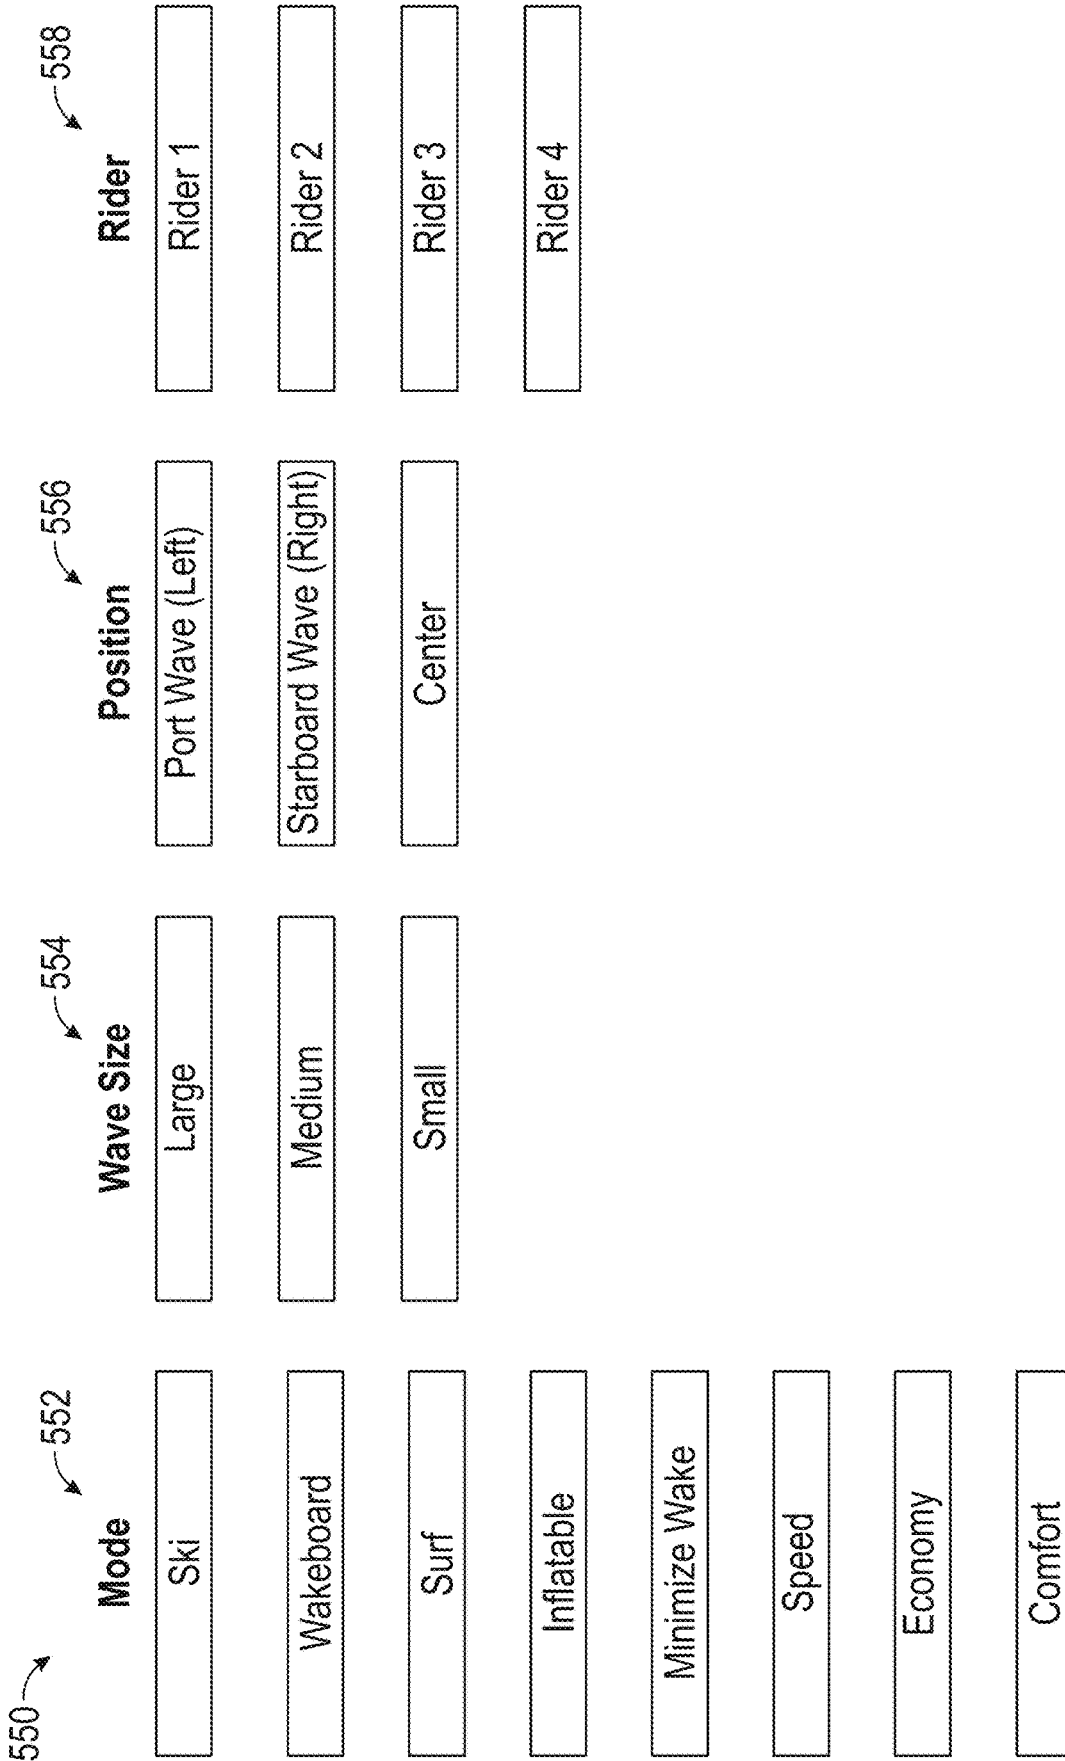 550
Mode
552
Ski
Wakeboard
Surf
Inflatable
Minimize Wake
Speed
Economy
Comfort
Wave Size
554
Large
Medium
Small
Position
556
Port Wave (Left)
Starboard Wave (Right)
Center
Rider
558
Rider 1
Rider 2
Rider 3
Rider 4